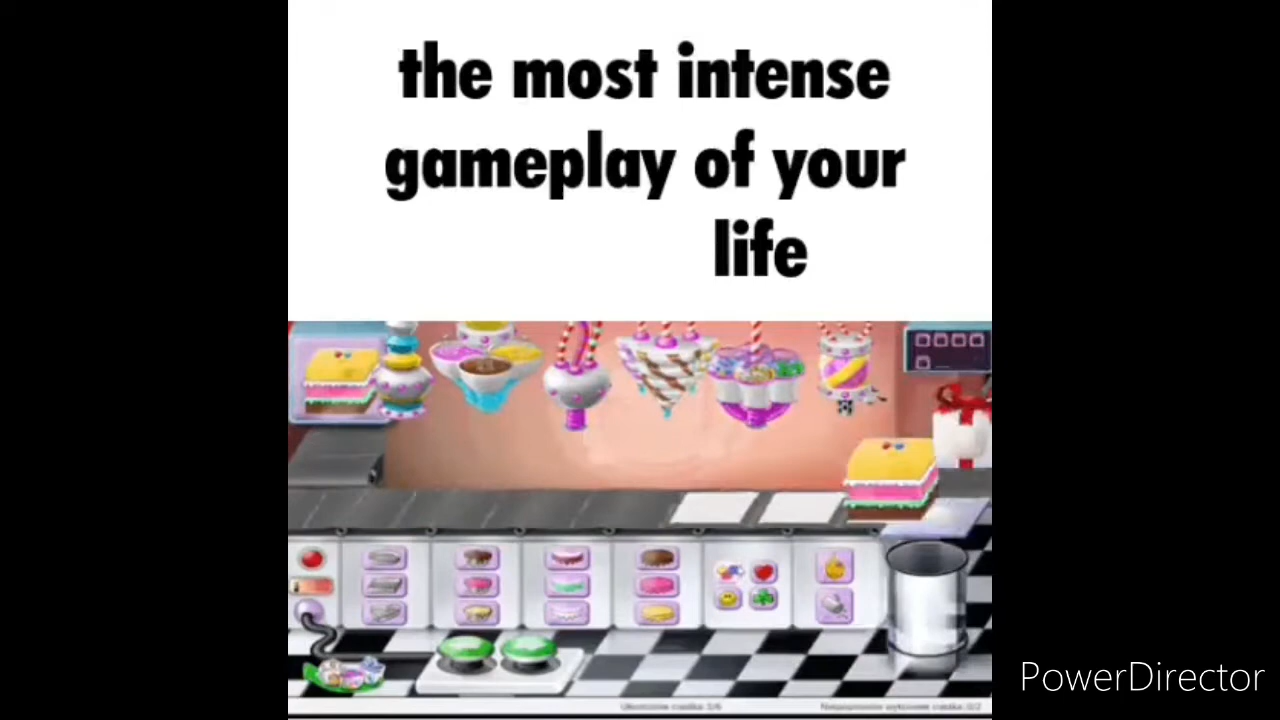 the most intense
gameplay of your
life
PowerDirector